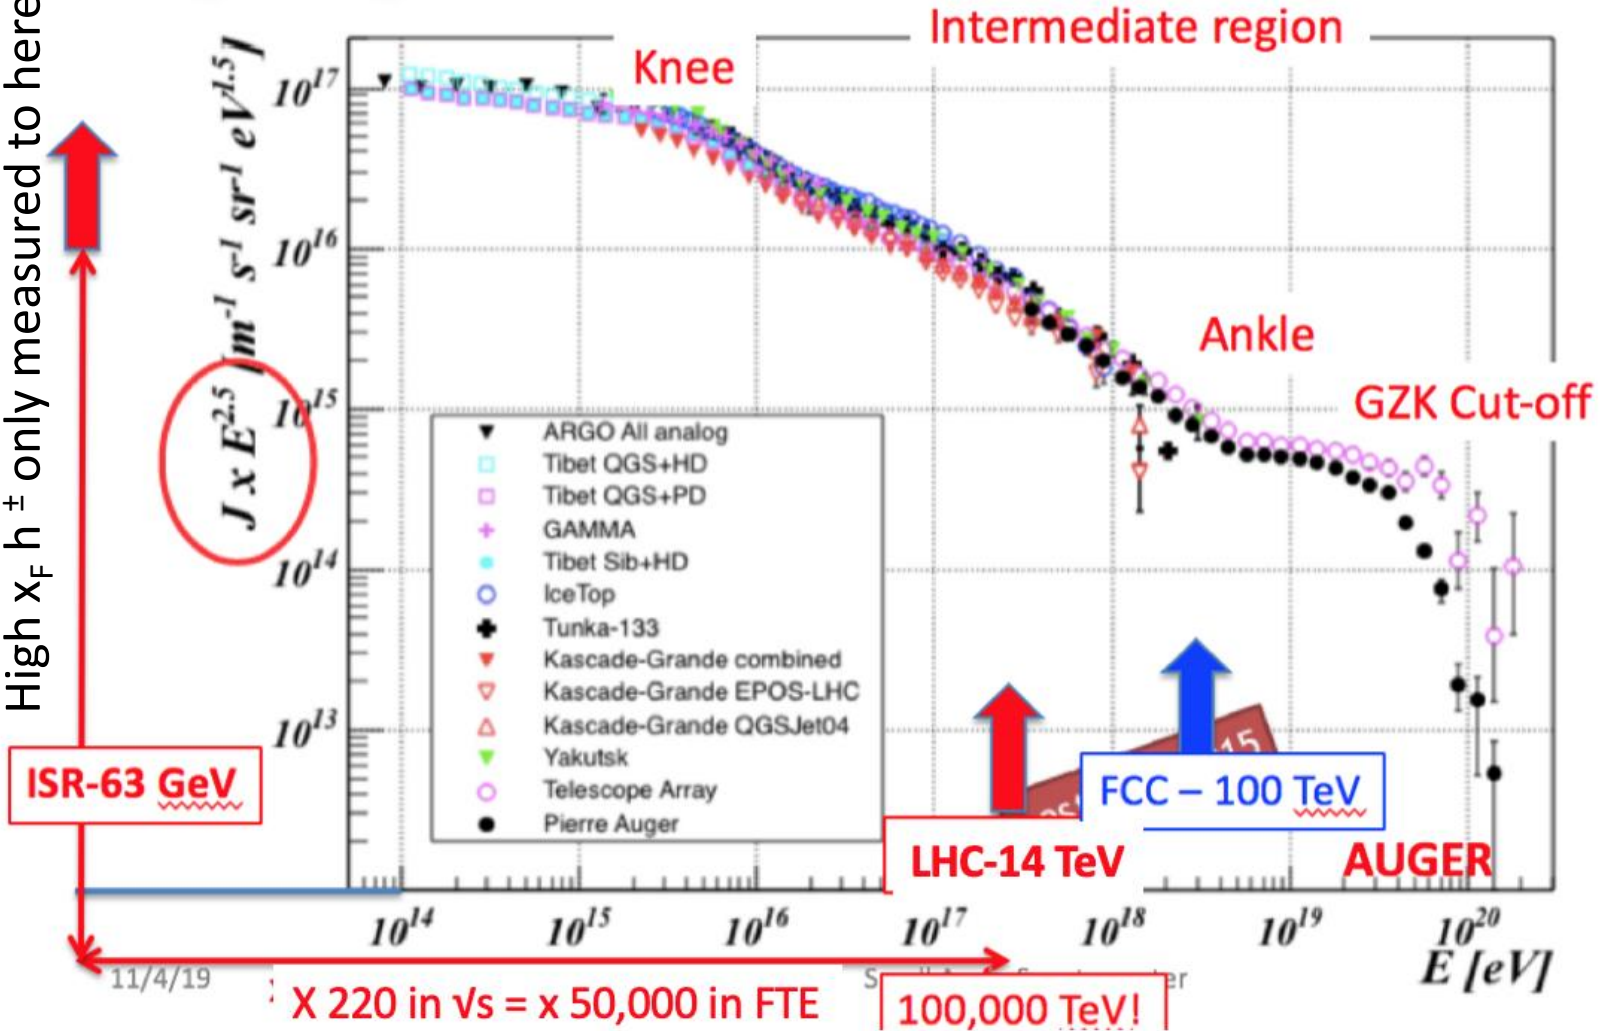 High x_F h ± only measured to here
Intermediate region
Knee
Ankle
GZK Cut-off
J x E^2.5 [m^-1 s^-1 sr^-1 eV^1.5]
10^17
10^16
10^15
10^14
10^13
ARGO All analog
Tibet QGS+HD
Tibet QGS+PD
GAMMA
Tibet Sib+HD
IceTop
Tunka-133
Kascade-Grande combined
Kascade-Grande EPOS-LHC
Kascade-Grande QGSJet04
Yakutsk
Telescope Array
Pierre Auger
ISR-63 GeV
15
FCC – 100 TeV
LHC-14 TeV
AUGER
10^14 10^15 10^16 10^17 10^18 10^19 10^20
E [eV]
11/4/19
X 220 in √s = x 50,000 in FTE
100,000 TeV!